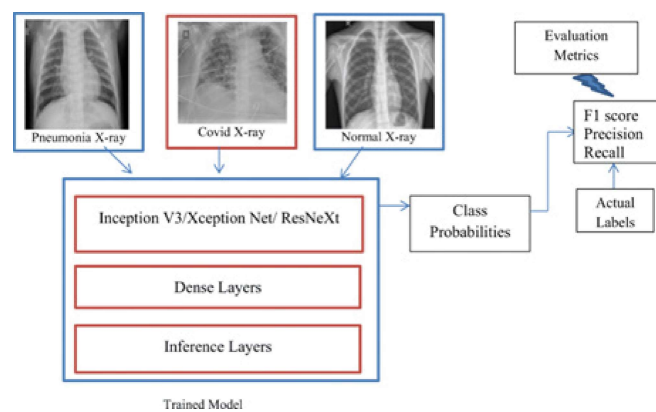 Pneumonia X-ray
Covid X-ray
Normal X-ray
Evaluation
Metrics
F1 score
Precision
Recall
Actual
Labels
Class
Probabilities
Inception V3/Xception Net/ ResNeXt
Dense Layers
Inference Layers
Trained Model